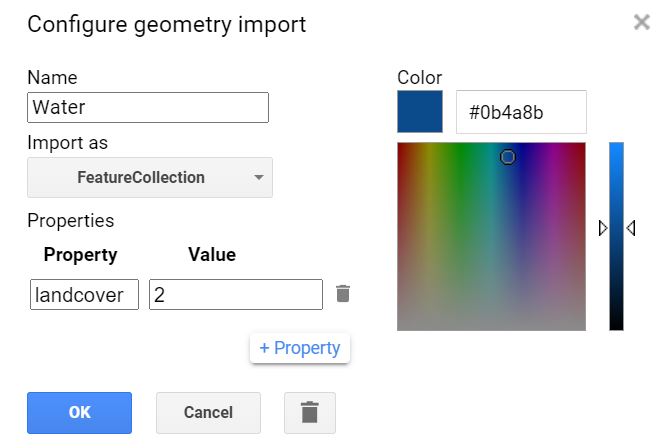 Configure geometry import
Name
Color
Water
#0b4a8b
Import as
FeatureCollection
Properties
Property Value
landcover 2
+ Property
OK Cancel